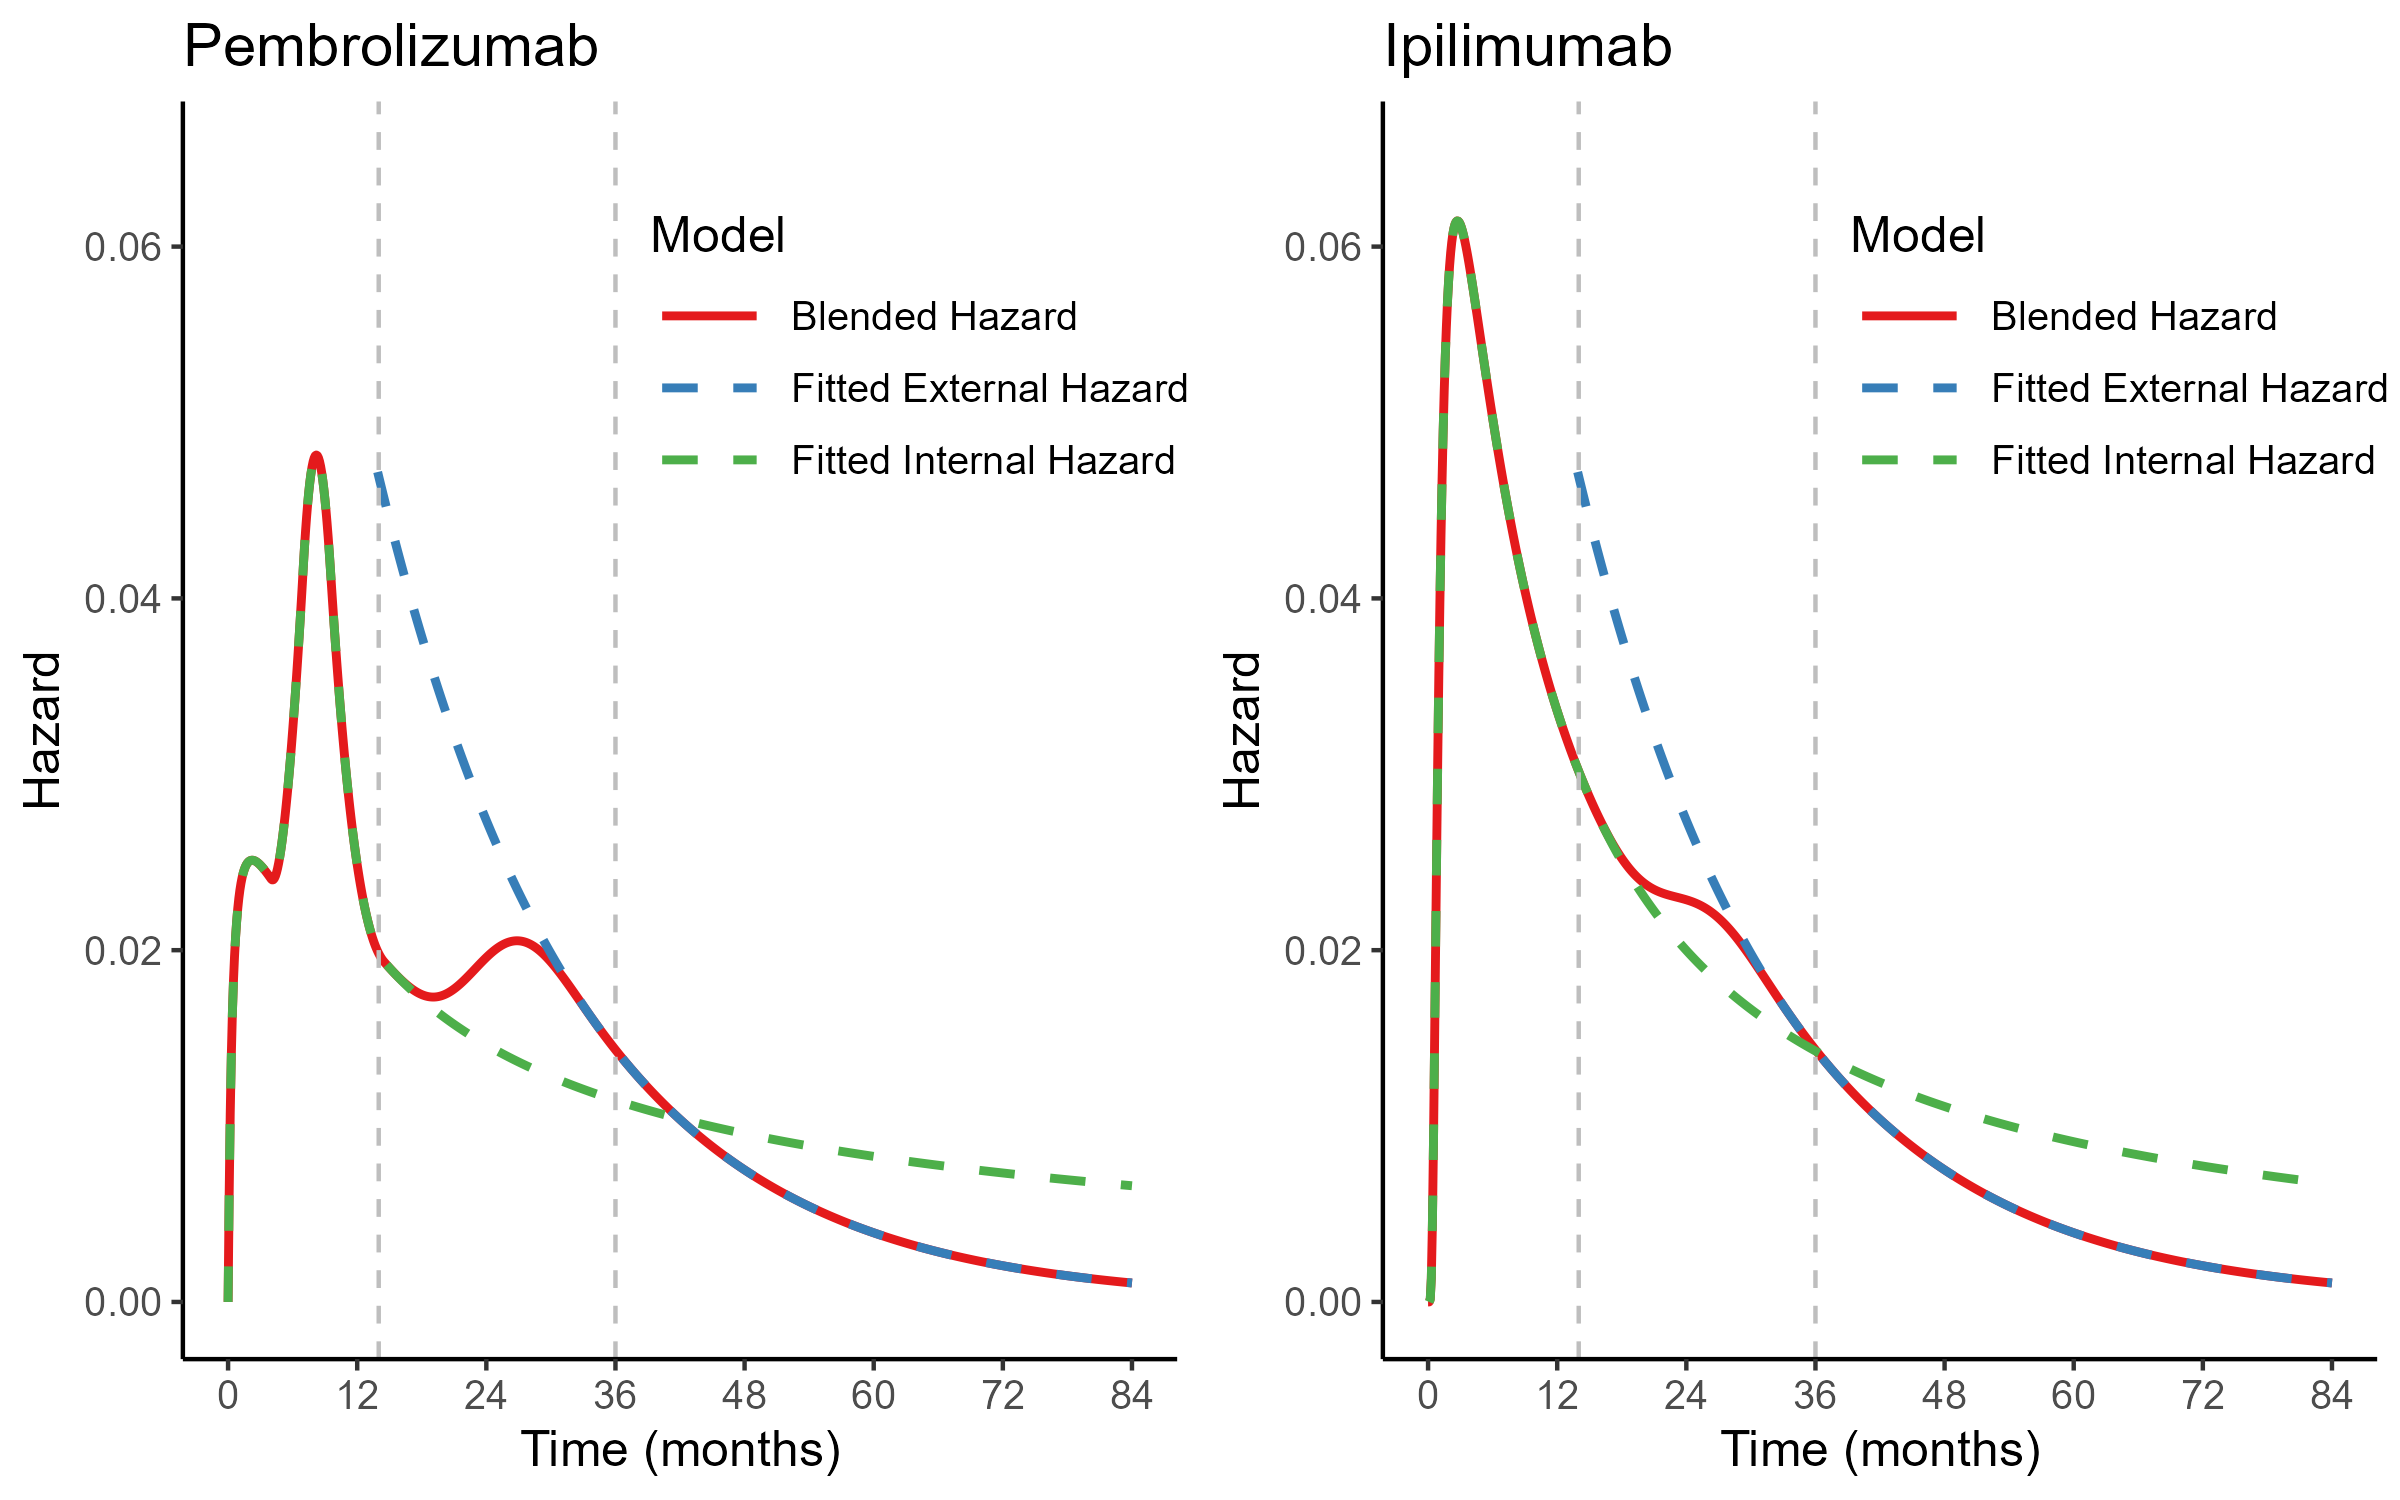 Pembrolizumab
Hazard
0.06
0.04
0.02
0.00
Model
Blended Hazard
Fitted External Hazard
Fitted Internal Hazard
0 12 24 36 48 60 72 84
Time (months)
Ipilimumab
Hazard
0.06
0.04
0.02
0.00
Model
Blended Hazard
Fitted External Hazard
Fitted Internal Hazard
0 12 24 36 48 60 72 84
Time (months)